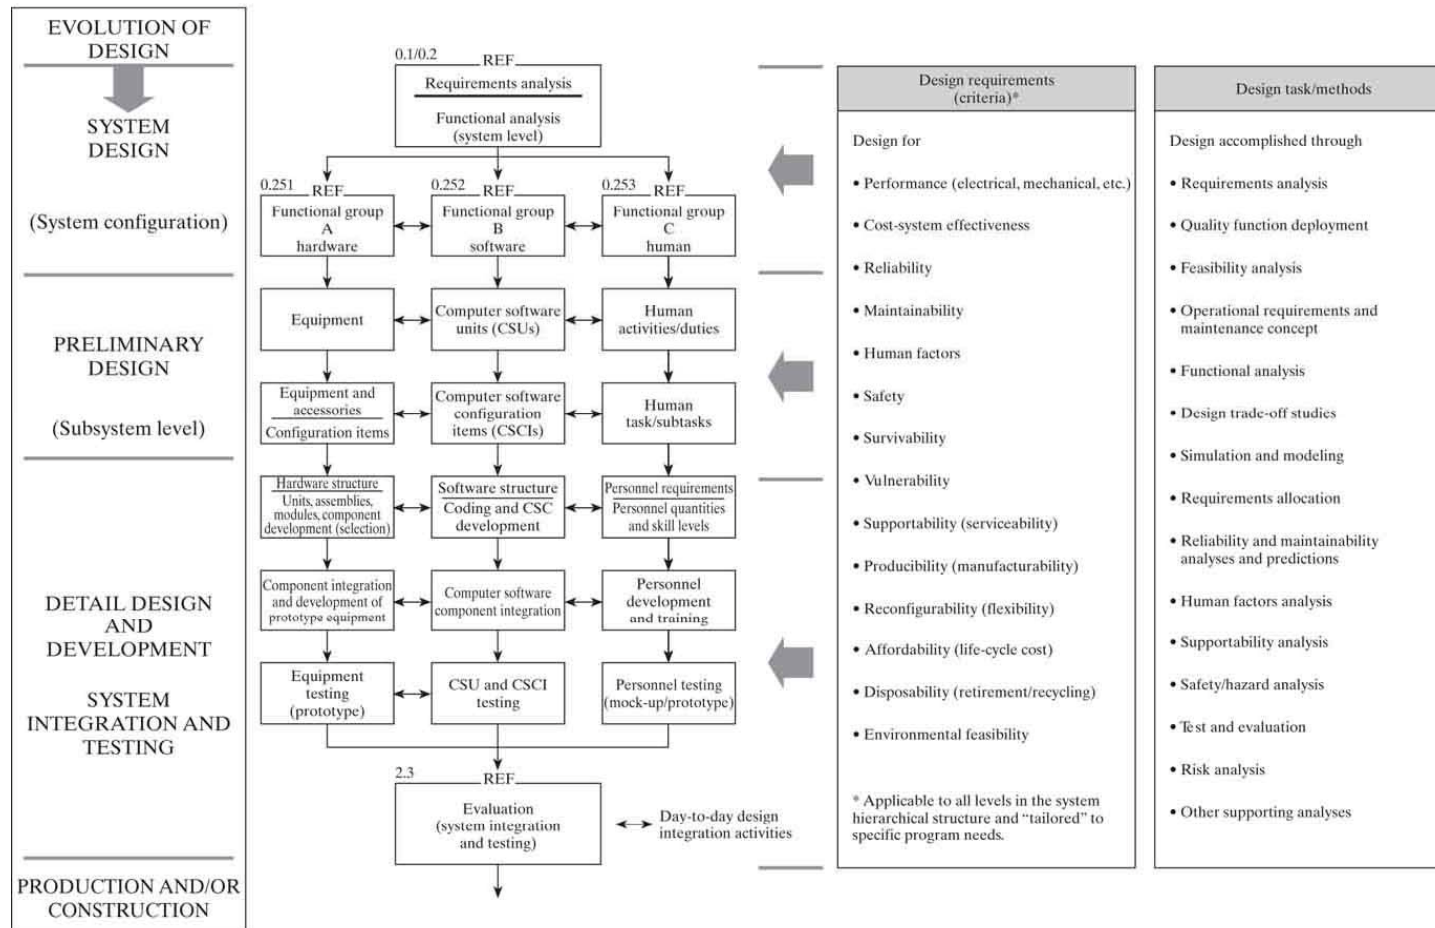 EVOLUTION OF
DESIGN
SYSTEM
DESIGN
(System configuration)
PRELIMINARY
DESIGN
(Subsystem level)
DETAIL DESIGN
AND
DEVELOPMENT
SYSTEM
INTEGRATION AND
TESTING
PRODUCTION AND/OR
CONSTRUCTION
0.1/0.2
REF
Requirements analysis
Functional analysis
(system level)
0.251
REF
Functional group
A
hardware
0.252
REF
Functional group
B
software
0.253
REF
Functional group
C
human
Equipment
Computer software
units (CSUs)
Human
activities/duties
Equipment and
accessories
Configuration items
Computer software
configuration
items (CSCIs)
Human
task/subtasks
Hardware structure
Units, assemblies,
modules, component
development (selection)
Software structure
Coding and CSC
development
Personnel requirements
Personnel quantities
and skill levels
Component integration
and development of
prototype equipment
Computer software
component integration
Personnel
development
and training
Equipment
testing
(prototype)
CSU and CSCI
testing
Personnel testing
(mock-up/prototype)
2.3
REF
Evaluation
(system integration
and testing)
Day-to-day design
integration activities
Design requirements
(criteria)*
Design for
• Performance (electrical, mechanical, etc.)
• Cost-system effectiveness
• Reliability
• Maintainability
• Human factors
• Safety
• Survivability
• Vulnerability
• Supportability (serviceability)
• Producibility (manufacturability)
• Reconfigurability (flexibility)
• Affordability (life-cycle cost)
• Disposability (retirement/recycling)
• Environmental feasibility
* Applicable to all levels in the system
hierarchical structure and “tailored” to
specific program needs.
Design task/methods
Design accomplished through
• Requirements analysis
• Quality function deployment
• Feasibility analysis
• Operational requirements and
maintenance concept
• Functional analysis
• Design trade-off studies
• Simulation and modeling
• Requirements allocation
• Reliability and maintainability
analyses and predictions
• Human factors analysis
• Supportability analysis
• Safety/hazard analysis
• Test and evaluation
• Risk analysis
• Other supporting analyses